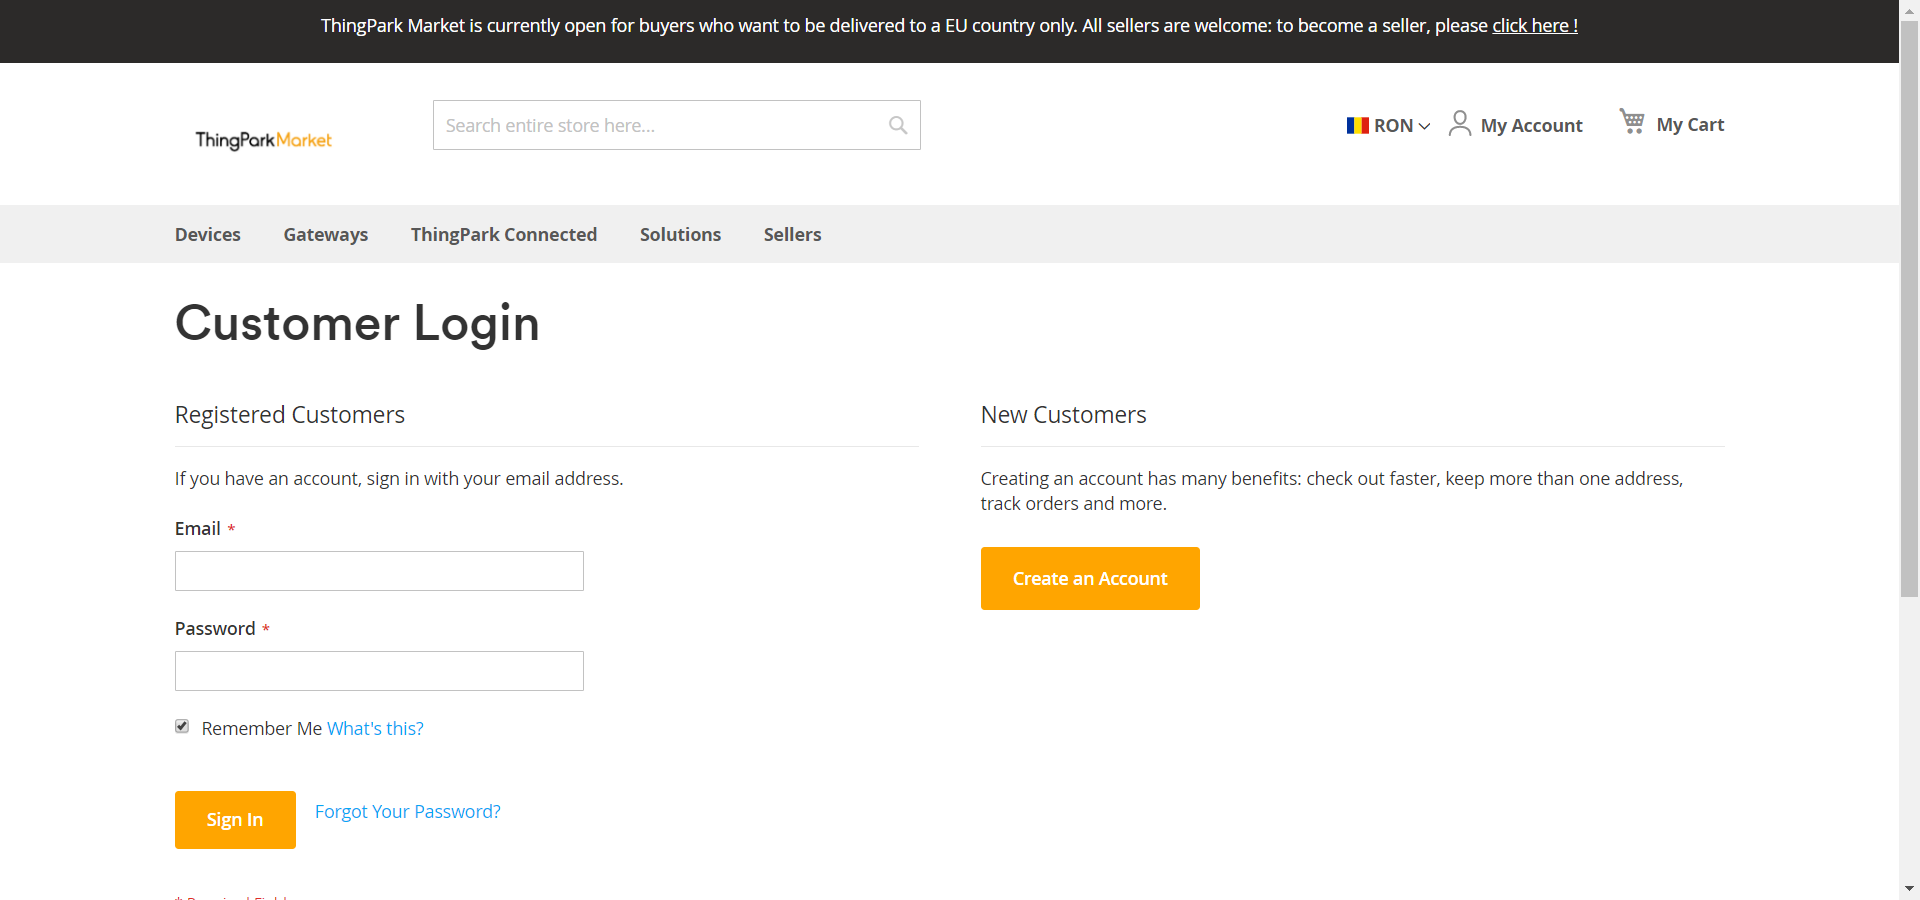 ThingPark Market is currently open for buyers who want to be delivered to a EU country only. All sellers are welcome: to become a seller, please click here !
ThingPark Market
Search entire store here...
RON
My Account
My Cart
Devices
Gateways
ThingPark Connected
Solutions
Sellers
Customer Login
Registered Customers
If you have an account, sign in with your email address.
Email *
Password *
Remember Me What's this?
Sign In
Forgot Your Password?
New Customers
Creating an account has many benefits: check out faster, keep more than one address,
track orders and more.
Create an Account